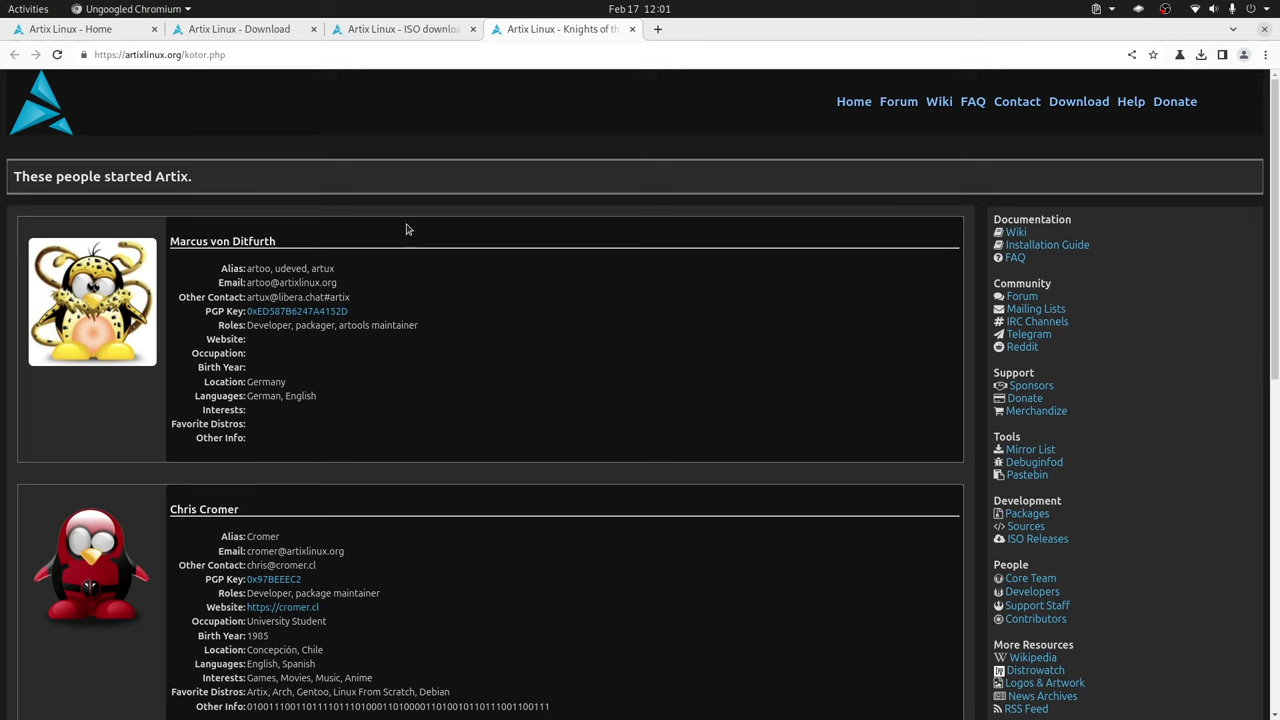 Activities Ungoogled Chromium Feb 17 12:01
Artix Linux - Home Artix Linux - Download Artix Linux - ISO downloa Artix Linux - Knights of th
https://artixlinux.org/kotor.php
Home Forum Wiki FAQ Contact Download Help Donate
These people started Artix.
Marcus von Ditfurth
Alias: artoo, udeved, artux
Email: artoo@artixlinux.org
Other Contact: artux@libera.chat#artix
PGP Key: 0xED587B6247A4152D
Roles: Developer, packager, artools maintainer
Website:
Occupation:
Birth Year:
Location: Germany
Languages: German, English
Interests:
Favorite Distros:
Other Info:
Chris Cromer
Alias: Cromer
Email: cromer@artixlinux.org
Other Contact: chris@cromer.cl
PGP Key: 0x97BEEEC2
Roles: Developer, package maintainer
Website: https://cromer.cl
Occupation: University Student
Birth Year: 1985
Location: Concepción, Chile
Languages: English, Spanish
Interests: Games, Movies, Music, Anime
Favorite Distros: Artix, Arch, Gentoo, Linux From Scratch, Debian
Other Info:
Documentation
Wiki
Installation Guide
FAQ
Community
Forum
Mailing Lists
IRC Channels
Telegram
Reddit
Support
Sponsors
Donate
Merchandize
Tools
Mirror List
Debuginfod
Pastebin
Development
Packages
Sources
ISO Releases
People
Core Team
Developers
Support Staff
Contributors
More Resources
Wikipedia
Distrowatch
Logos & Artwork
News Archives
RSS Feed